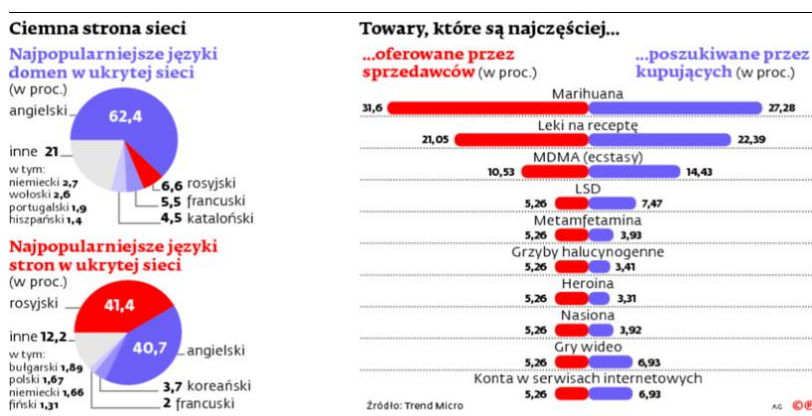 Ciemna strona sieci
Najpopularniejsze języki
domen w ukrytej sieci
(w proc.)
angielski
62,4
inne 21
w tym:
niemiecki 2,7
wołoski 2,6
portugalski 1,9
hiszpański 1,4
6,6 rosyjski
5,5 francuski
4,5 kataloński
Najpopularniejsze języki
stron w ukrytej sieci
(w proc.)
rosyjski
41,4
inne 12,2
w tym:
bułgarski 1,89
polski 1,67
niemiecki 1,66
fiński 1,31
40,7 angielski
3,7 koreański
2 francuski
Towary, które są najczęściej...
...oferowane przez
sprzedawców (w proc.)
...poszukiwane przez
kupujących (w proc.)
Marihuana
31,6 27,28
Leki na receptę
21,05 22,39
MDMA (ecstasy)
10,53 14,43
LSD
5,26 7,47
Metamfetamina
5,26 3,93
Grzyby halucynogenne
5,26 3,41
Heroina
5,26 3,31
Nasiona
5,26 3,92
Gry wideo
5,26 6,93
Konta w serwisach internetowych
5,26 6,93
Źródło: Trend Micro
AG ©℗